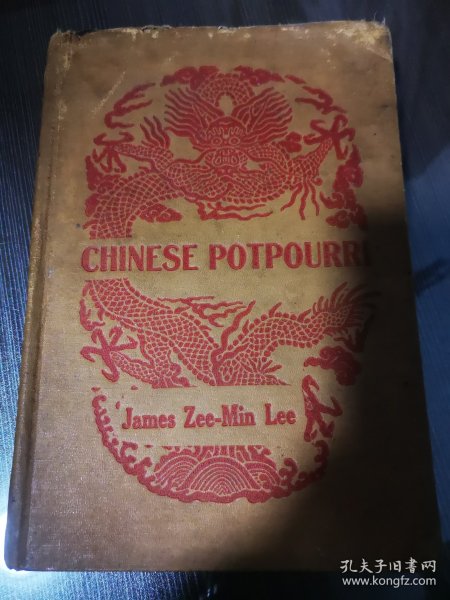 CHINESE POTPOURRI
James Zee-Min Lee
孔夫子旧书网
www.kongfz.com